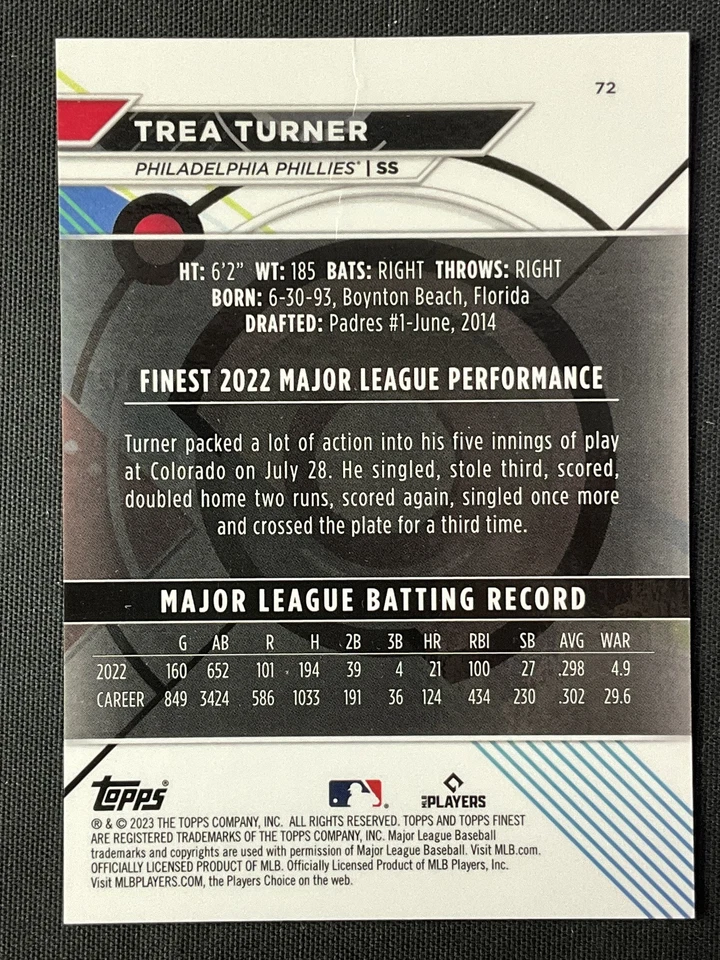 72
TREA TURNER
PHILADELPHIA PHILLIES® | SS
HT: 6'2" WT: 185 BATS: RIGHT THROWS: RIGHT
BORN: 6-30-93, Boynton Beach, Florida
DRAFTED: Padres #1-June, 2014
FINEST 2022 MAJOR LEAGUE PERFORMANCE
Turner packed a lot of action into his five innings of play
at Colorado on July 28. He singled, stole third, scored,
doubled home two runs, scored again, singled once more
and crossed the plate for a third time.
MAJOR LEAGUE BATTING RECORD
G AB R H 2B 3B HR RBI SB AVG WAR
2022 160 652 101 194 39 4 21 100 27 .298 4.9
CAREER 849 3424 586 1033 191 36 124 434 230 .302 29.6
Topps®
MLB PLAYERS
® & © 2023 THE TOPPS COMPANY, INC. ALL RIGHTS RESERVED. TOPPS AND TOPPS FINEST
ARE REGISTERED TRADEMARKS OF THE TOPPS COMPANY, INC. Major League Baseball
trademarks and copyrights are used with permission of Major League Baseball. Visit MLB.com.
OFFICIALLY LICENSED PRODUCT OF MLB. Officially Licensed Product of MLB Players, Inc.
Visit MLBPLAYERS.COM, the Players Choice on the web.